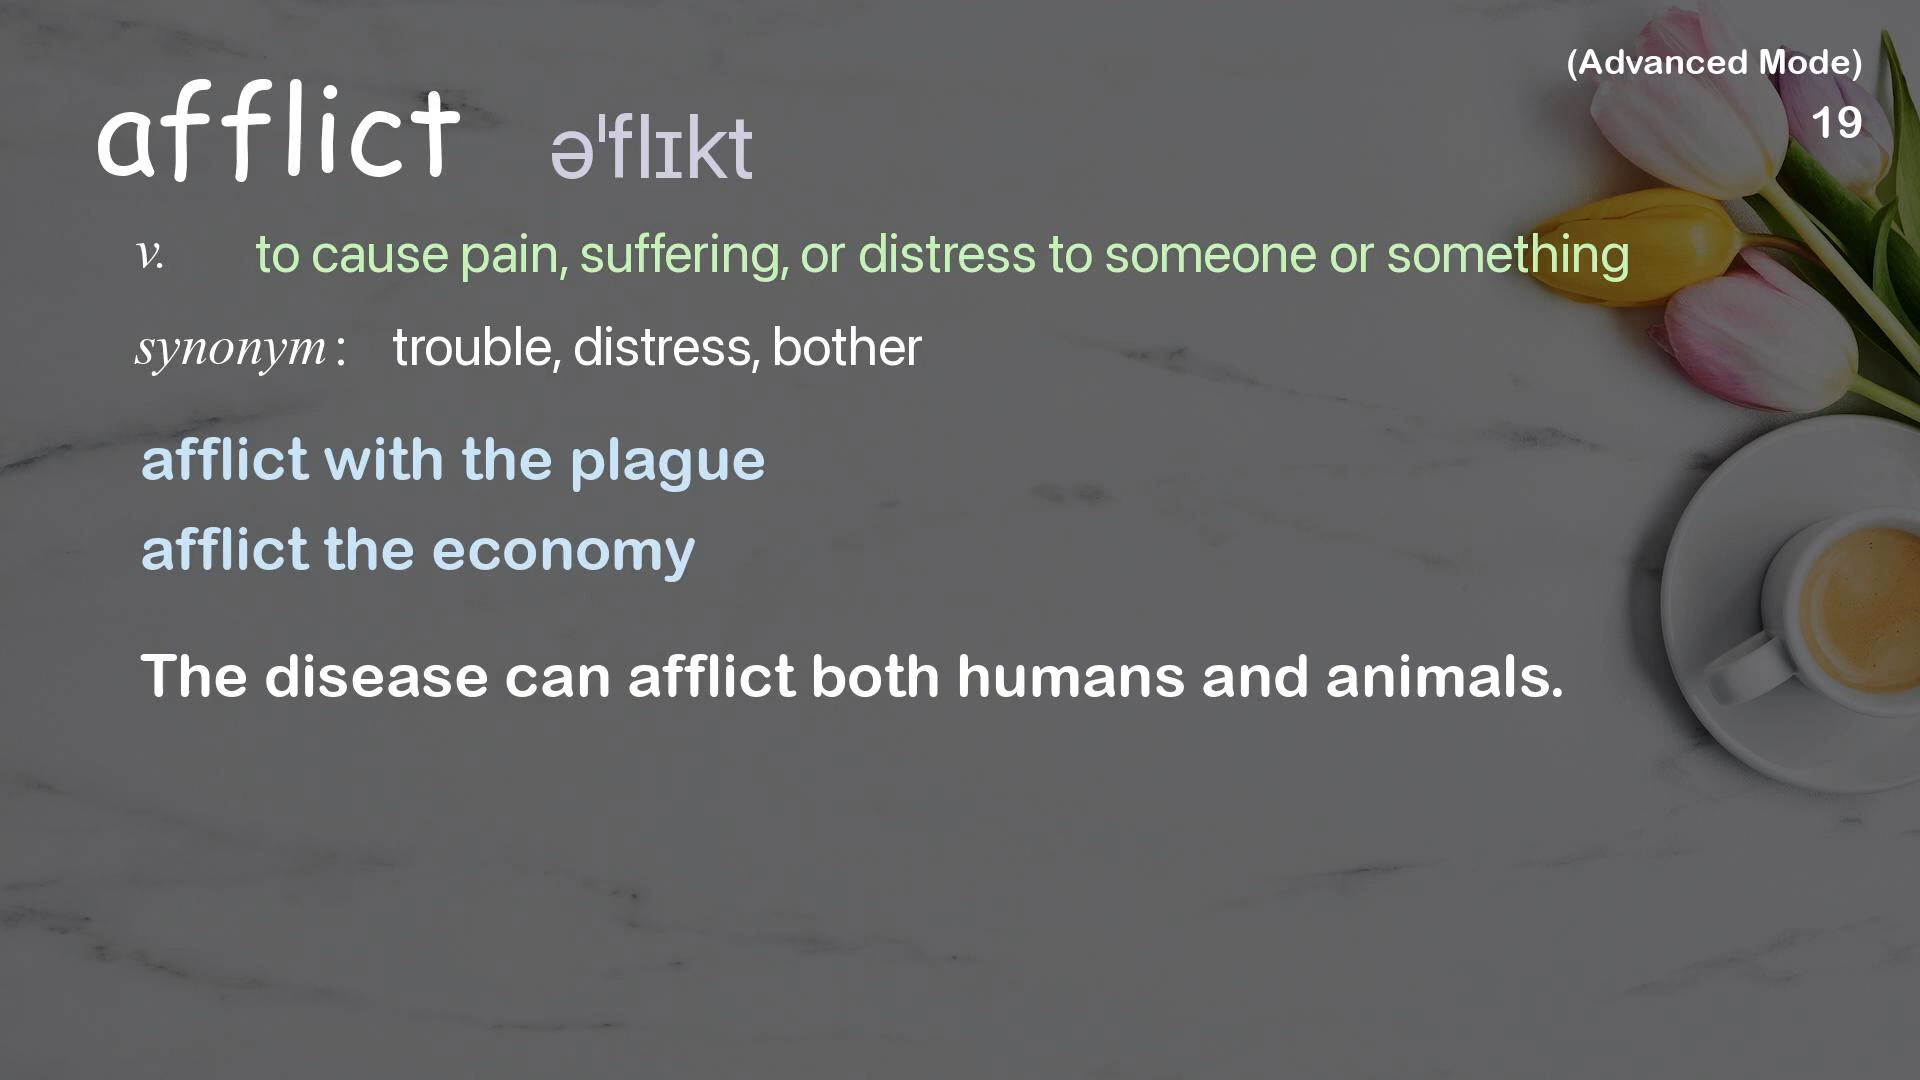 (Advanced Mode)
19
afflict əˈflɪkt
v. to cause pain, suffering, or distress to someone or something
synonym: trouble, distress, bother
afflict with the plague
afflict the economy
The disease can afflict both humans and animals.